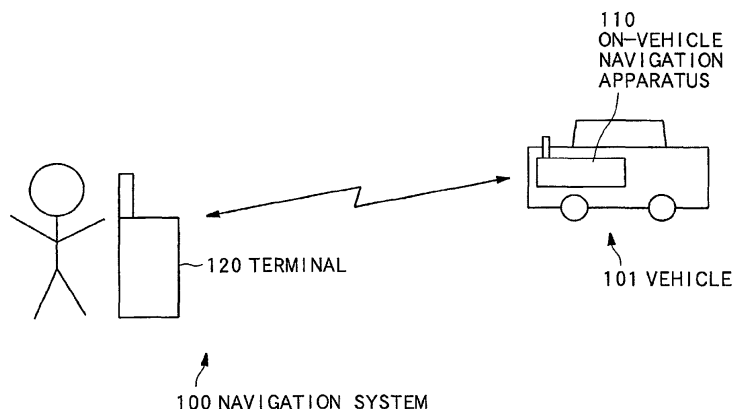 110
ON-VEHICLE
NAVIGATION
APPARATUS
120 TERMINAL
101 VEHICLE
100 NAVIGATION SYSTEM